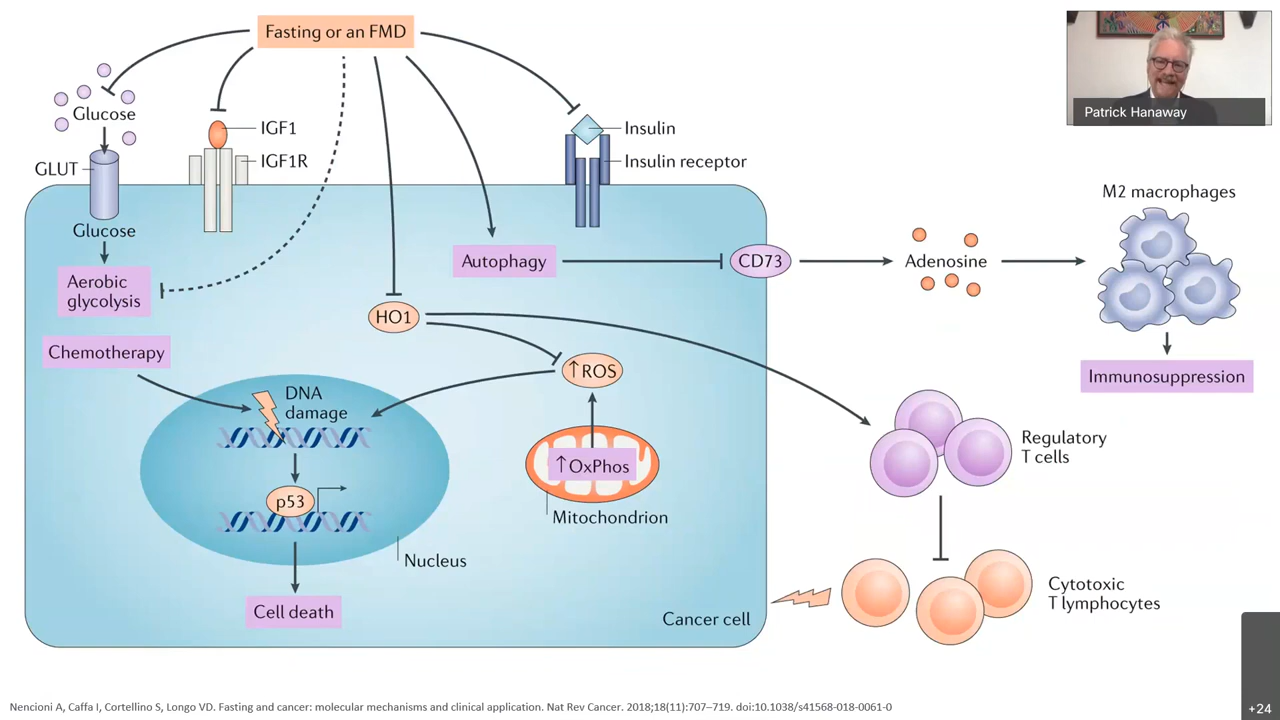 Fasting or an FMD
Patrick Hanaway
Glucose
IGF1
Insulin
GLUT
IGF1R
Insulin receptor
M2 macrophages
Glucose
Autophagy
CD73
Adenosine
Aerobic
glycolysis
HO1
Chemotherapy
↑ROS
Immunosuppression
DNA
damage
Regulatory
T cells
↑OxPhos
p53
Mitochondrion
Nucleus
Cytotoxic
T lymphocytes
Cell death
Cancer cell
Nencioni A, Caffa I, Cortellino S, Longo VD. Fasting and cancer: molecular mechanisms and clinical application. Nat Rev Cancer. 2018;18(11):707–719. doi:10.1038/s41568-018-0061-0
+24